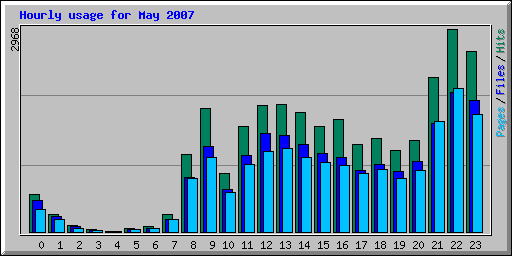 Hourly usage for May 2007
2968
Pages/Files/Hits
0 1 2 3 4 5 6 7 8 9 10 11 12 13 14 15 16 17 18 19 20 21 22 23